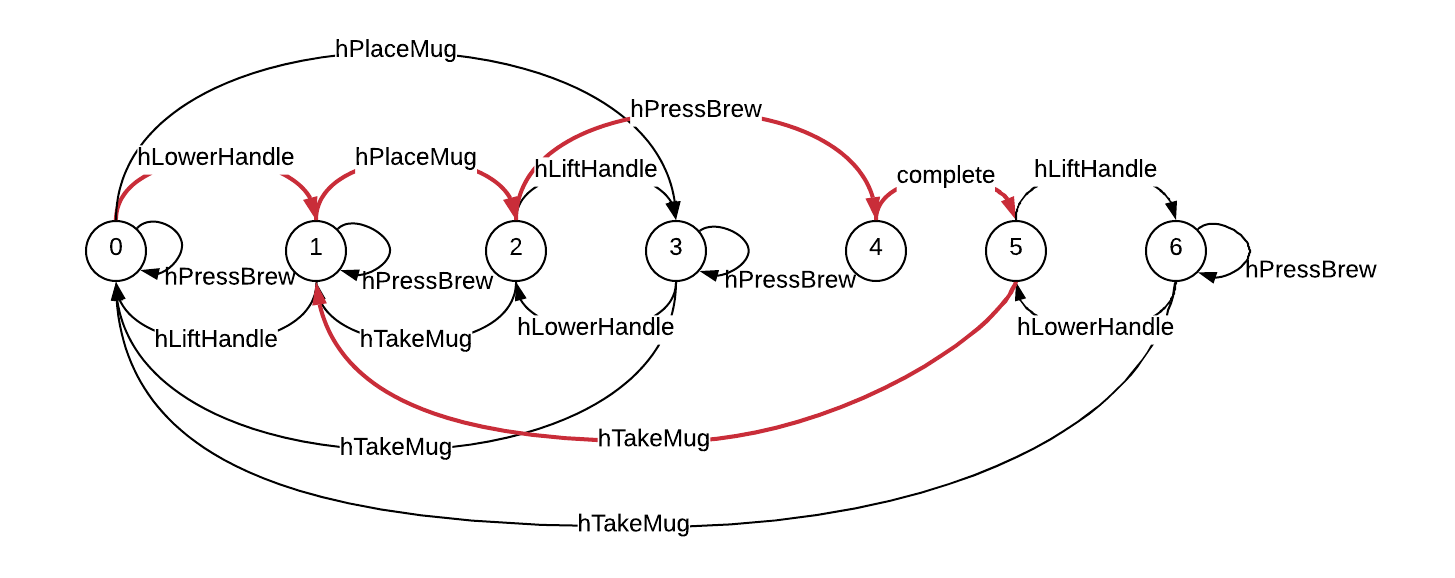 hPlaceMug
hPressBrew
hLowerHandle
hPlaceMug
hLiftHandle
complete
hLiftHandle
0
1
2
3
4
5
6
hPressBrew
hPressBrew
hPressBrew
hPressBrew
hLiftHandle
hTakeMug
hLowerHandle
hLowerHandle
hTakeMug
hTakeMug
hTakeMug